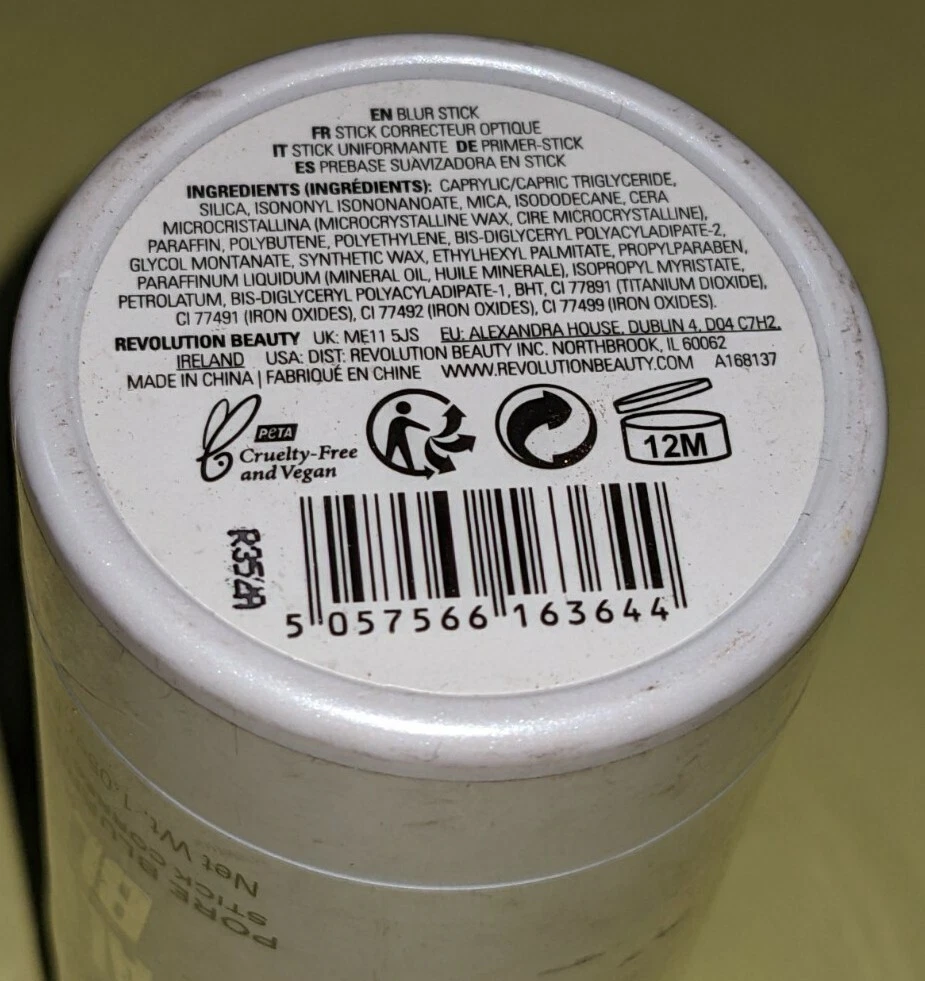 EN BLUR STICK
FR STICK CORRECTEUR OPTIQUE
IT STICK UNIFORMANTE DE PRIMER-STICK
ES PREBASE SUAVIZADORA EN STICK
INGREDIENTS (INGRÉDIENTS): CAPRYLIC/CAPRIC TRIGLYCERIDE,
SILICA, ISONONYL ISONONANOATE, MICA, ISODODECANE, CERA
MICROCRISTALLINA (MICROCRYSTALLINE WAX, CIRE MICROCRYSTALLINE),
PARAFFIN, POLYBUTENE, POLYETHYLENE, BIS-DIGLYCERYL POLYACYLADIPATE-2,
GLYCOL MONTANATE, SYNTHETIC WAX, ETHYLHEXYL PALMITATE, PROPYLPARABEN,
PARAFFINUM LIQUIDUM (MINERAL OIL, HUILE MINERALE), ISOPROPYL MYRISTATE,
PETROLATUM, BIS-DIGLYCERYL POLYACYLADIPATE-1, BHT, CI 77891 (TITANIUM DIOXIDE),
CI 77491 (IRON OXIDES), CI 77492 (IRON OXIDES), CI 77499 (IRON OXIDES).
REVOLUTION BEAUTY UK: ME11 5JS EU: ALEXANDRA HOUSE, DUBLIN 4, D04 C7H2,
IRELAND USA: DIST: REVOLUTION BEAUTY INC. NORTHBROOK, IL 60062
MADE IN CHINA | FABRIQUÉ EN CHINE WWW.REVOLUTIONBEAUTY.COM A168137
PETA
Cruelty-Free
and Vegan
12M
5 057566 163644
Net Wt.
STICK
PORE